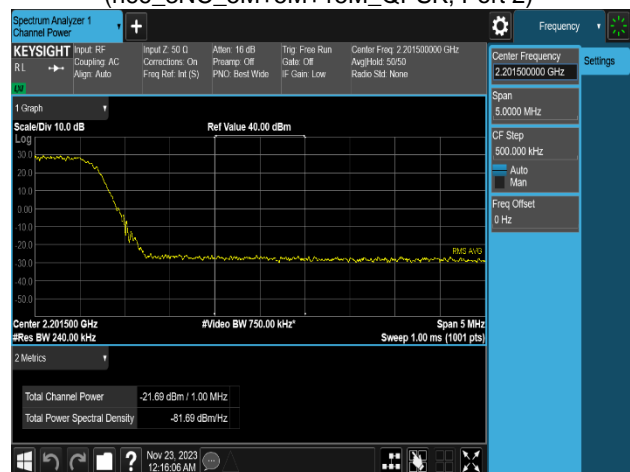 (n66_3NC_5M+5M+15M_QPSK, Port 2)
Spectrum Analyzer 1
Channel Power
Frequency
KEYSIGHT
RL
Input: RF
Coupling: AC
Align: Auto
Input Z: 50 Ω
Corrections: On
Freq Ref: Int (S)
Atten: 16 dB
Preamp: Off
PNO: Best Wide
Trig: Free Run
Gate: Off
IF Gain: Low
Center Freq: 2.201500000 GHz
Avg|Hold: 50/50
Radio Std: None
LM
1 Graph
Scale/Div 10.0 dB
Ref Value 40.00 dBm
Log
30.0
20.0
10.0
0.00
-10.0
-20.0
-30.0
-40.0
-50.0
RMS AVG
Center 2.201500 GHz
#Video BW 750.00 kHz*
Span 5 MHz
#Res BW 240.00 kHz
Sweep 1.00 ms (1001 pts)
2 Metrics
Total Channel Power -21.69 dBm / 1.00 MHz
Total Power Spectral Density -81.69 dBm/Hz
Nov 23, 2023
12:16:06 AM
Center Frequency
2.201500000 GHz
Settings
Span
5.0000 MHz
CF Step
500.000 kHz
Auto
Man
Freq Offset
0 Hz